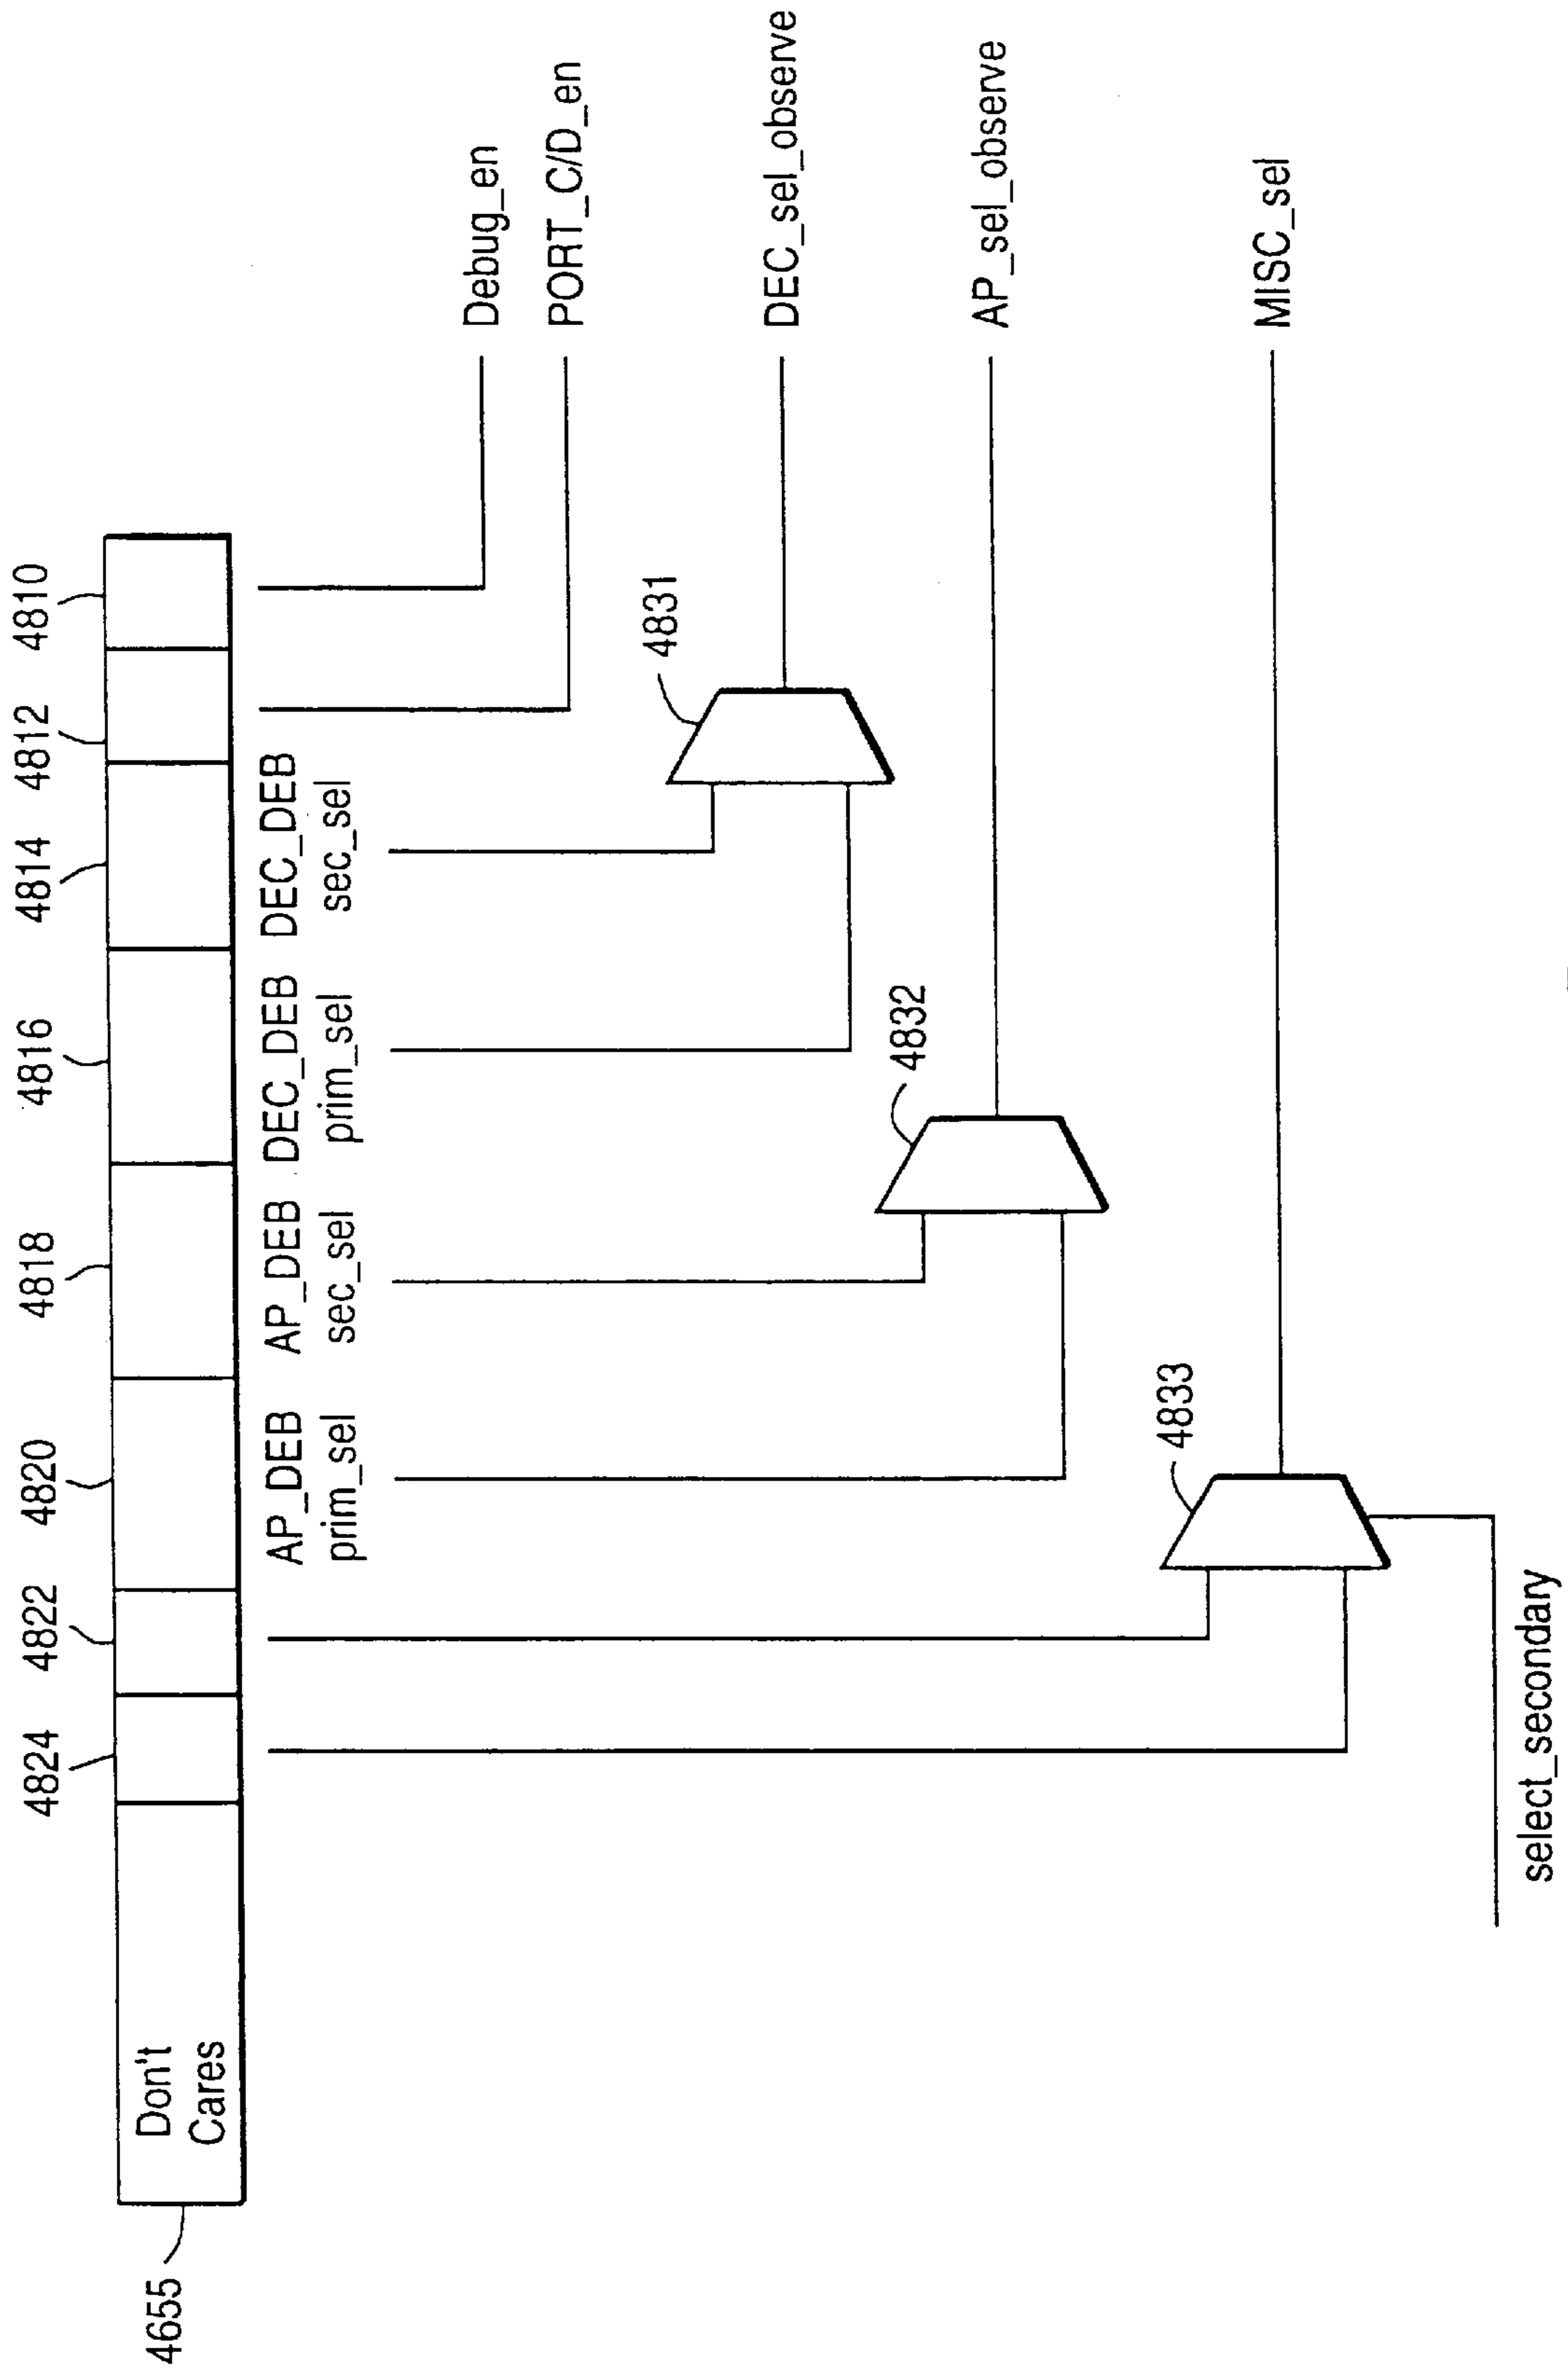 4655
Don't
Cares
4824
4822
4820
4818
4816
4814
4812
4810
AP_DEB
prim_sel
AP_DEB
sec_sel
DEC_DEB
prim_sel
DEC_DEB
sec_sel
Debug_en
PORT_C/D_en
4831
DEC_sel_observe
4832
AP_sel_observe
4833
MISC_sel
select_secondary